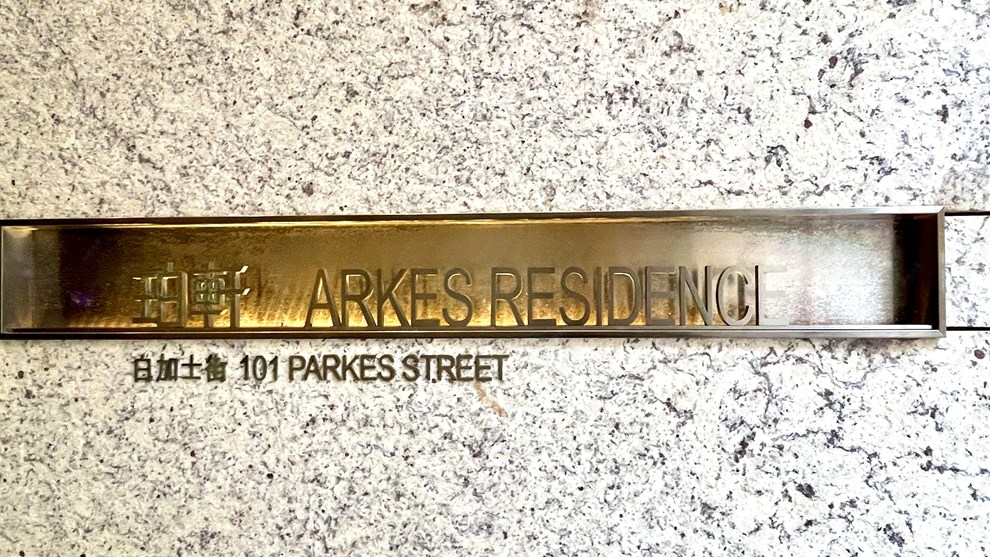 珀軒 ARKES RESIDENCE
白加士街 101 PARKES STREET